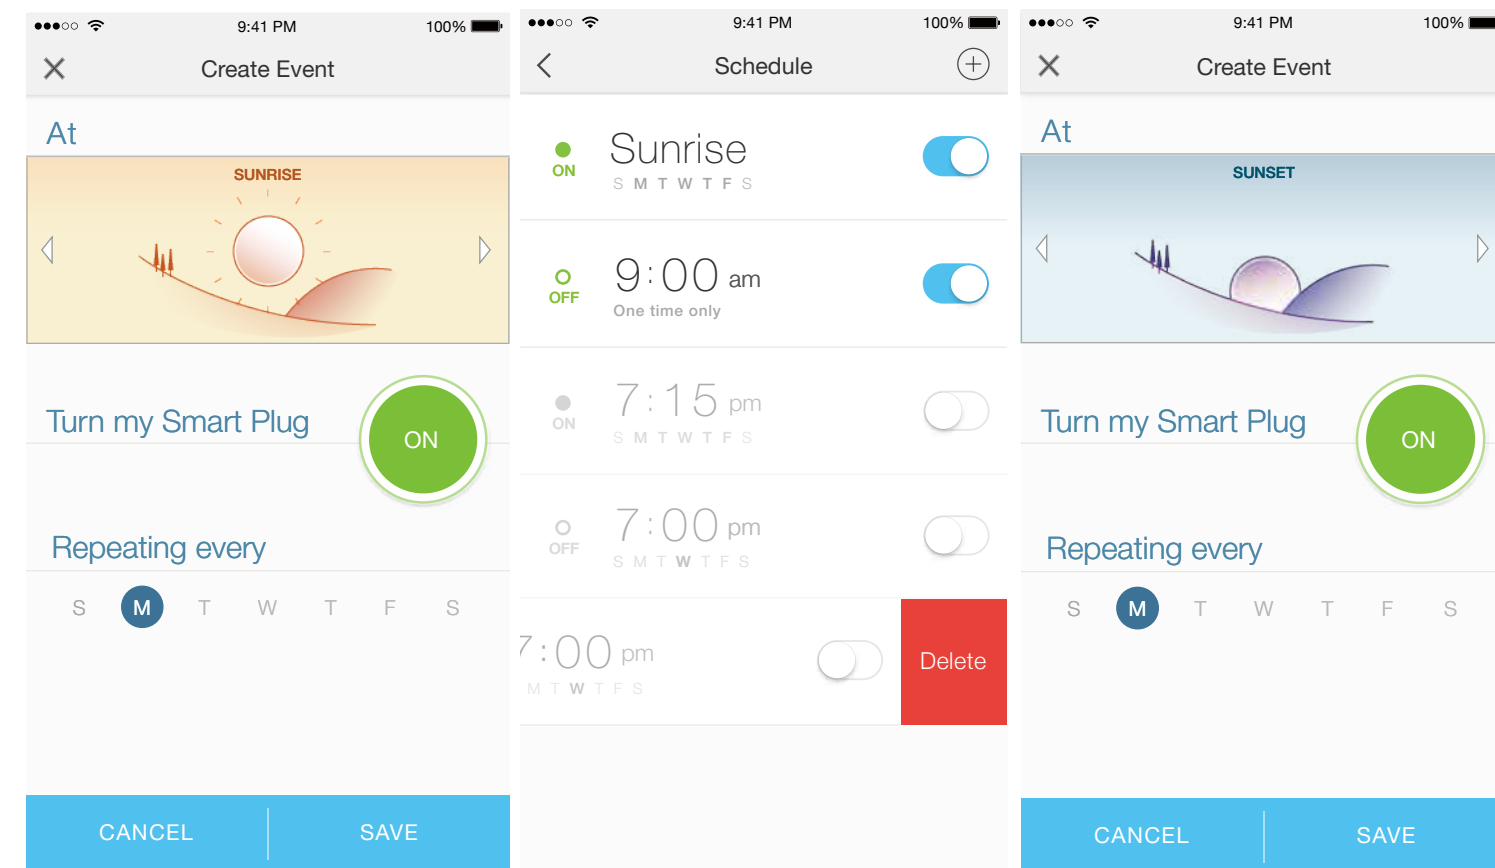 9:41 PM
100%
Create Event
At
SUNRISE
Turn my Smart Plug
ON
Repeating every
S M T W T F S
CANCEL
SAVE
9:41 PM
100%
Schedule
ON
Sunrise
S M T W T F S
OFF
9:00 am
One time only
ON
7:15 pm
S M T W T F S
OFF
7:00 pm
S M T W T F S
7:00 pm
M T W T F S
Delete
9:41 PM
100%
Create Event
At
SUNSET
Turn my Smart Plug
ON
Repeating every
S M T W T F S
CANCEL
SAVE